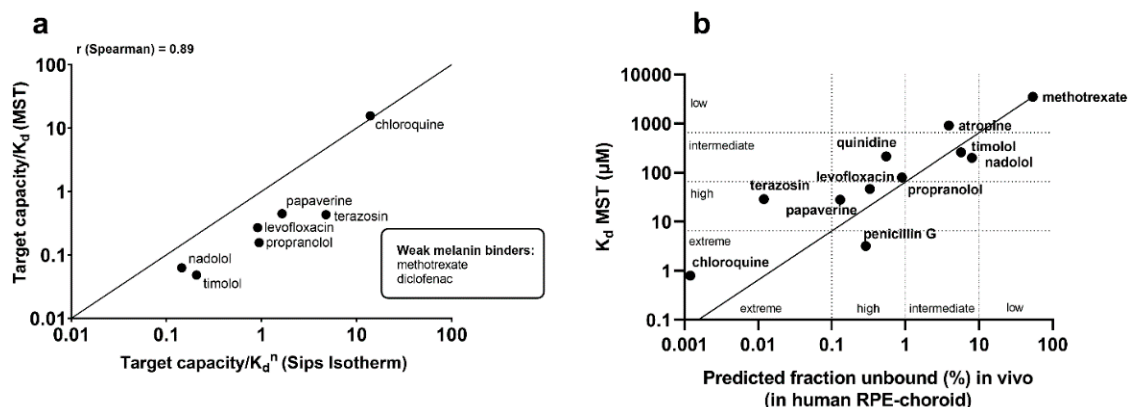 a
r (Spearman) = 0.89
Target capacity/Kd (MST)
100
10
1
0.1
0.01
chloroquine
papaverine
terazosin
levofloxacin
propranolol
nadolol
timolol
Weak melanin binders:
methotrexate
diclofenac
0.01 0.1 1 10 100
Target capacity/Kd^n (Sips Isotherm)
b
Kd MST (µM)
10000
1000
100
10
1
0.1
low
intermediate
high
extreme
methotrexate
atropine
quinidine
timolol
nadolol
levofloxacin
terazosin
propranolol
papaverine
penicillin G
chloroquine
extreme high intermediate low
0.001 0.01 0.1 1 10 100
Predicted fraction unbound (%) in vivo
(in human RPE-choroid)